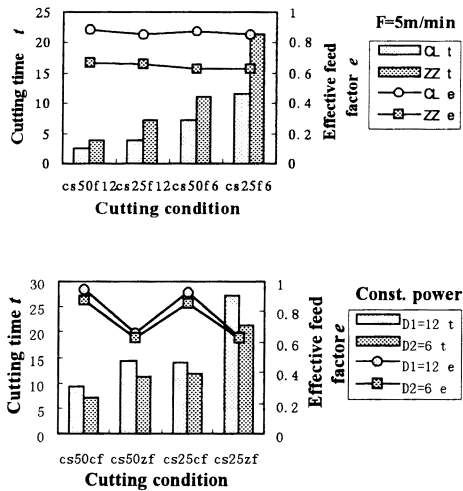 F=5m/min
CL t
ZZ t
CL e
ZZ e
Cutting time t
25
20
15
10
5
0
Effective feed
factor e
1
0.8
0.6
0.4
0.2
0
cs50f12 cs25f12 cs50f6 cs25f6
Cutting condition
Const. power
D1=12 t
D2=6 t
D1=12 e
D2=6 e
Cutting time t
30
25
20
15
10
5
0
Effective feed
factor e
1
0.8
0.6
0.4
0.2
0
cs50cf cs50zf cs25cf cs25zf
Cutting condition